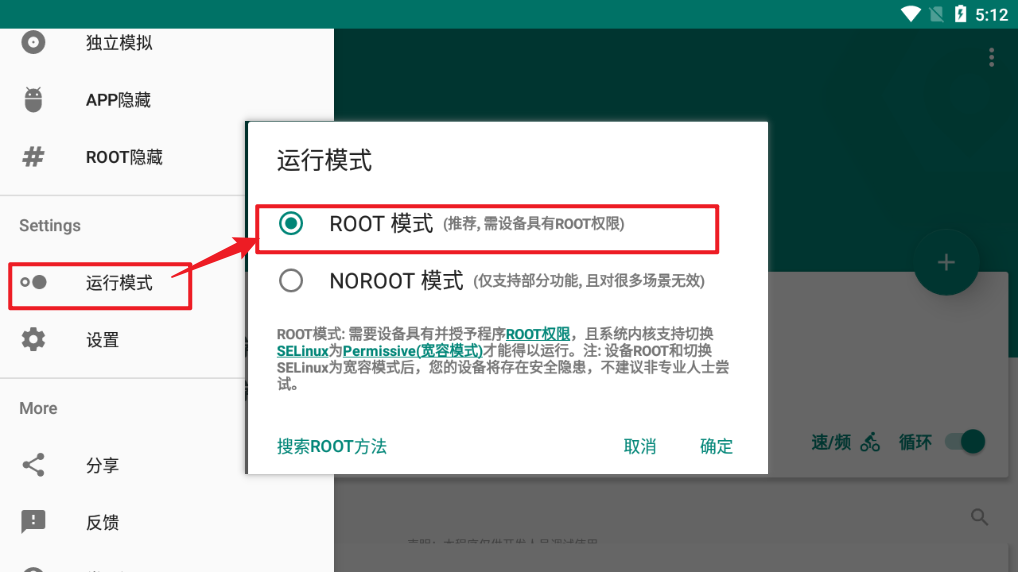 5:12
独立模拟
APP隐藏
ROOT隐藏
Settings
运行模式
设置
More
分享
反馈
运行模式
ROOT 模式 (推荐, 需设备具有ROOT权限)
NOROOT 模式 (仅支持部分功能, 且对很多场景无效)
ROOT模式: 需要设备具有并授予程序ROOT权限，且系统内核支持切换
SELinux为Permissive(宽容模式)才能得以运行。注: 设备ROOT和切换
SELinux为宽容模式后，您的设备将存在安全隐患，不建议非专业人士尝
试。
搜索ROOT方法
取消
确定
速/频
循环